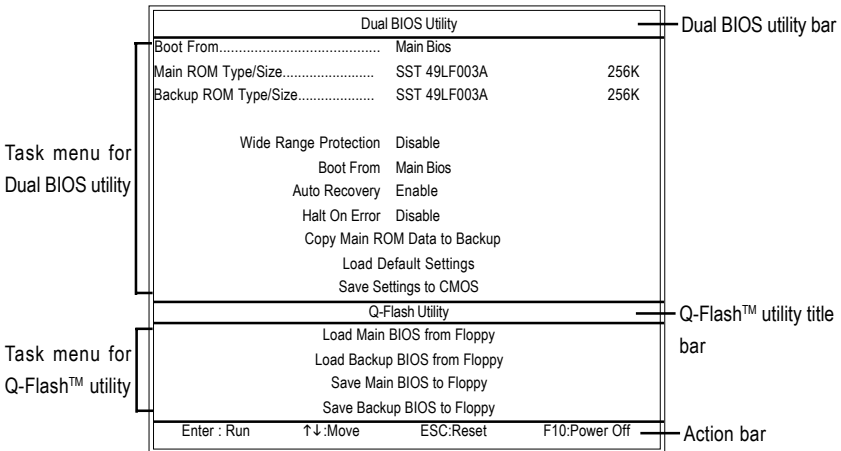 Dual BIOS Utility
Dual BIOS utility bar
Boot From.......................................... Main Bios
Main ROM Type/Size........................ SST 49LF003A 256K
Backup ROM Type/Size.................... SST 49LF003A 256K
Task menu for
Dual BIOS utility
Wide Range Protection Disable
Boot From Main Bios
Auto Recovery Enable
Halt On Error Disable
Copy Main ROM Data to Backup
Load Default Settings
Save Settings to CMOS
Q-Flash Utility
Q-Flash™ utility title
bar
Task menu for
Q-Flash™ utility
Load Main BIOS from Floppy
Load Backup BIOS from Floppy
Save Main BIOS to Floppy
Save Backup BIOS to Floppy
Enter : Run ↑↓:Move ESC:Reset F10:Power Off
Action bar